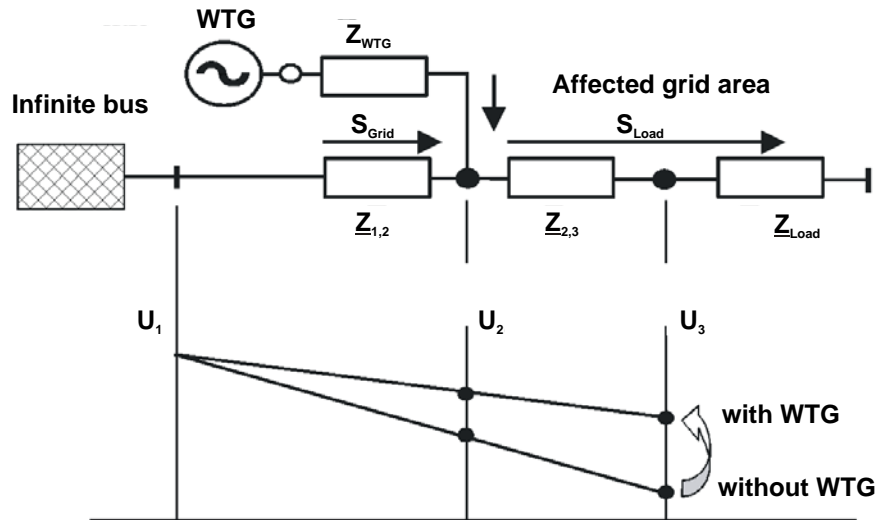 WTG
Z_WTG
Infinite bus
Affected grid area
S_Grid
S_Load
Z_1,2
Z_2,3
Z_Load
U_1
U_2
U_3
with WTG
without WTG